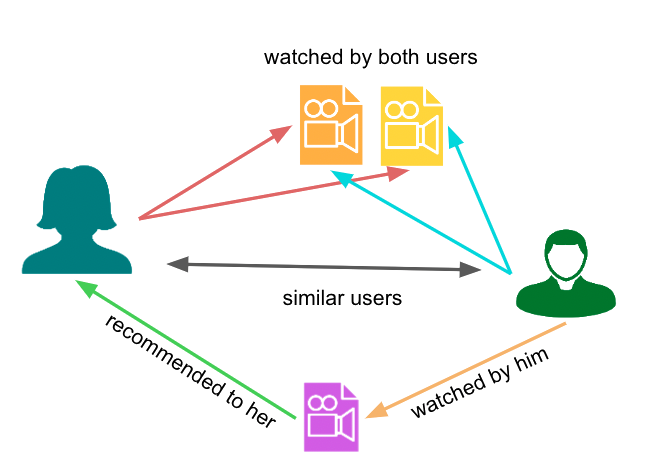 watched by both users
similar users
recommended to her
watched by him